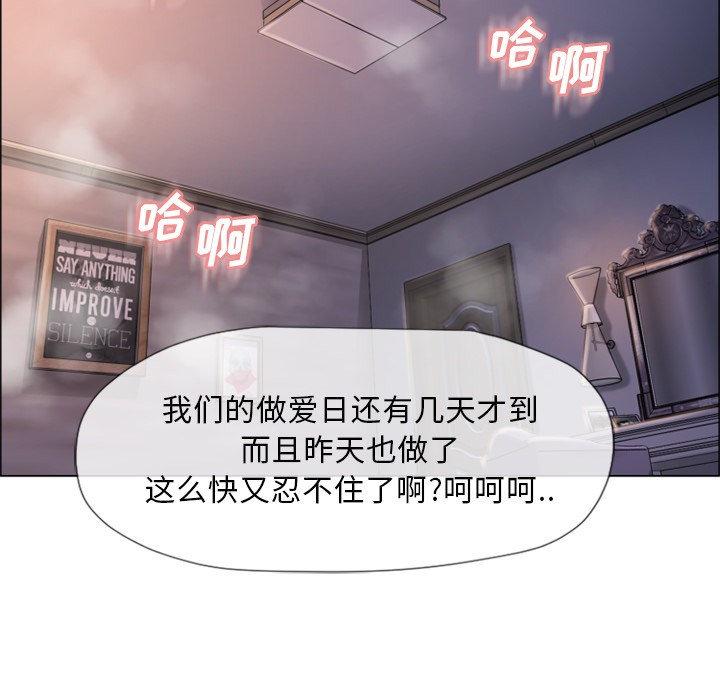 哈啊
哈啊
NEVER
SAY ANYTHING
which doesn't
IMPROVE
SILENCE
我们的做爱日还有几天才到
而且昨天也做了
这么快又忍不住了啊?呵呵呵..